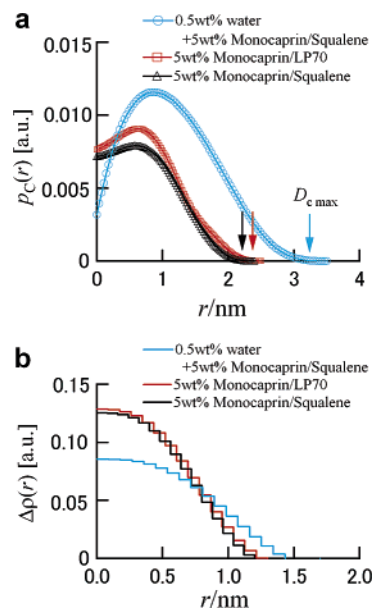 a
0.5wt% water
+5wt% Monocaprin/Squalene
5wt% Monocaprin/LP70
5wt% Monocaprin/Squalene
0.015
0.010
0.005
0
pC(r) [a.u.]
Dc max
0 1 2 3 4
r/nm
b
0.5wt% water
+5wt% Monocaprin/Squalene
5wt% Monocaprin/LP70
5wt% Monocaprin/Squalene
0.15
0.10
0.05
0
Δρ(r) [a.u.]
0.0 0.5 1.0 1.5 2.0
r/nm